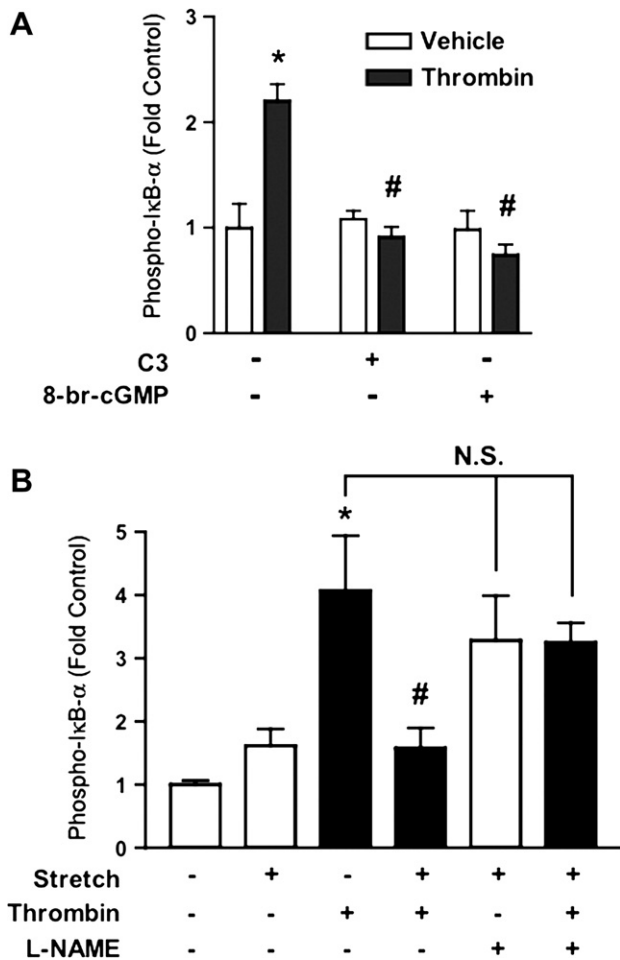 A
Phospho-IκB-α (Fold Control)
3
2
1
0
Vehicle
Thrombin
*
#
#
C3 - + -
8-br-cGMP - - +
B
N.S.
Phospho-IκB-α (Fold Control)
5
4
3
2
1
0
*
#
Stretch - + - + + +
Thrombin - - + + - +
L-NAME - - - - + +